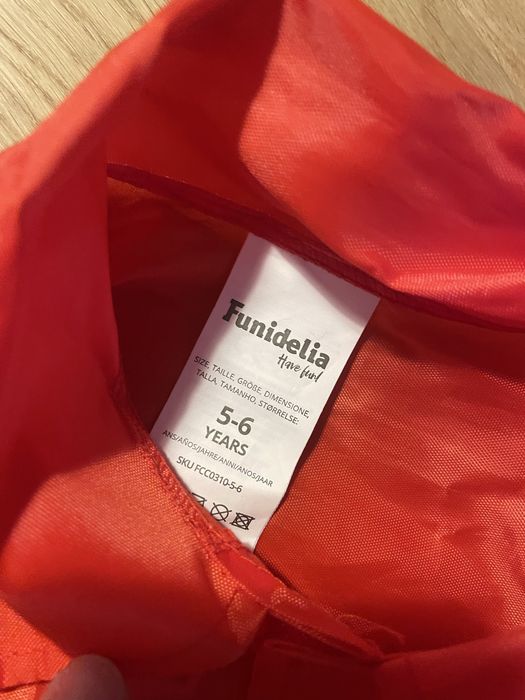 Funidelia
Have fun!
SIZE, TAILLE, GRÖBE, DIMENSIONE,
TALLA, TAMANHO, STØRRELSE:
5-6
YEARS
ANS/AÑOS/JAHRE/ANNI/ANOS/JAAR
SKU FCC0310-5-6